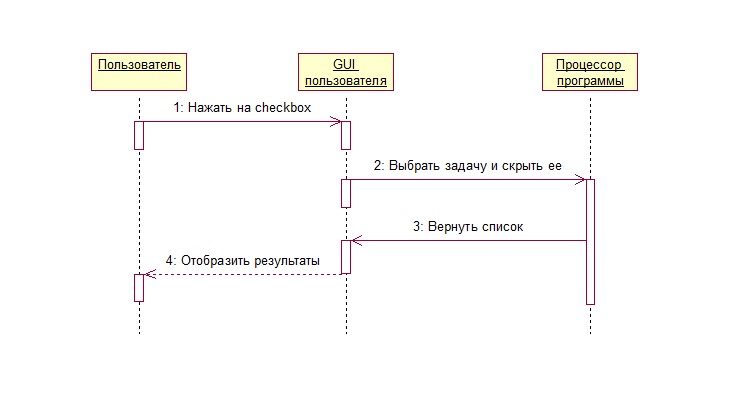 Пользователь
GUI
пользователя
Процессор
программы
1: Нажать на checkbox
2: Выбрать задачу и скрыть ее
3: Вернуть список
4: Отобразить результаты